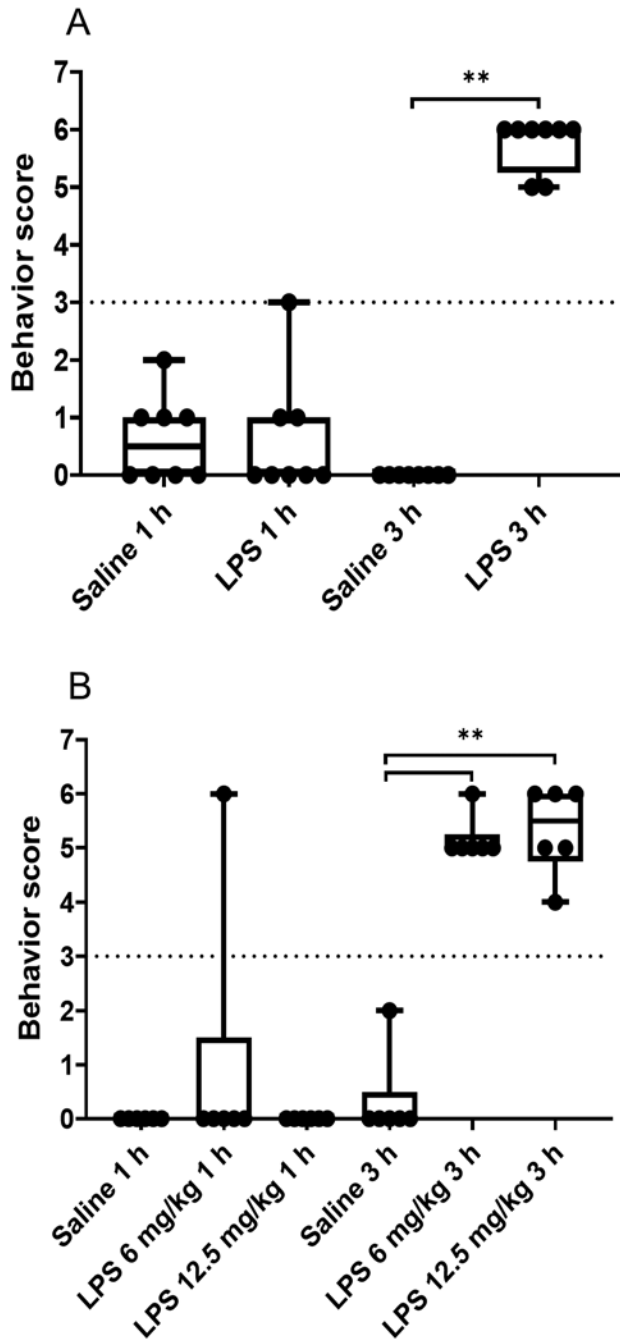 A
Behavior score
7
6
5
4
3
2
1
0
**
Saline 1 h
LPS 1 h
Saline 3 h
LPS 3 h
B
Behavior score
7
6
5
4
3
2
1
0
**
Saline 1 h
LPS 6 mg/kg 1 h
LPS 12.5 mg/kg 1 h
Saline 3 h
LPS 6 mg/kg 3 h
LPS 12.5 mg/kg 3 h